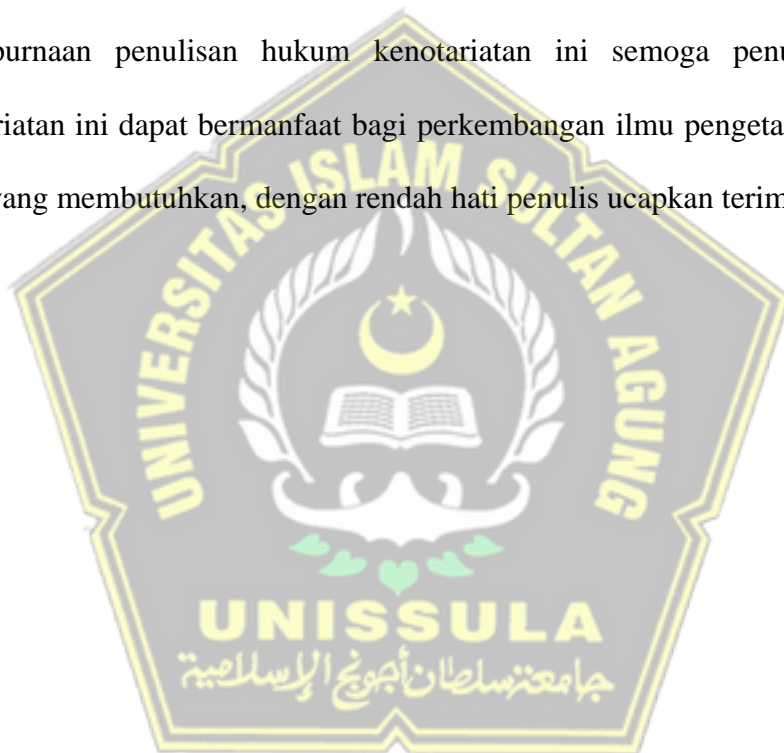 purnaan penulisan hukum kenotariatan ini semoga penu
riatan ini dapat bermanfaat bagi perkembangan ilmu pengeta
yang membutuhkan, dengan rendah hati penulis ucapkan terim
UNIVERSITAS ISLAM SULTAN AGUNG
UNISSULA
جامعة سلطان أجونج الإسلامية